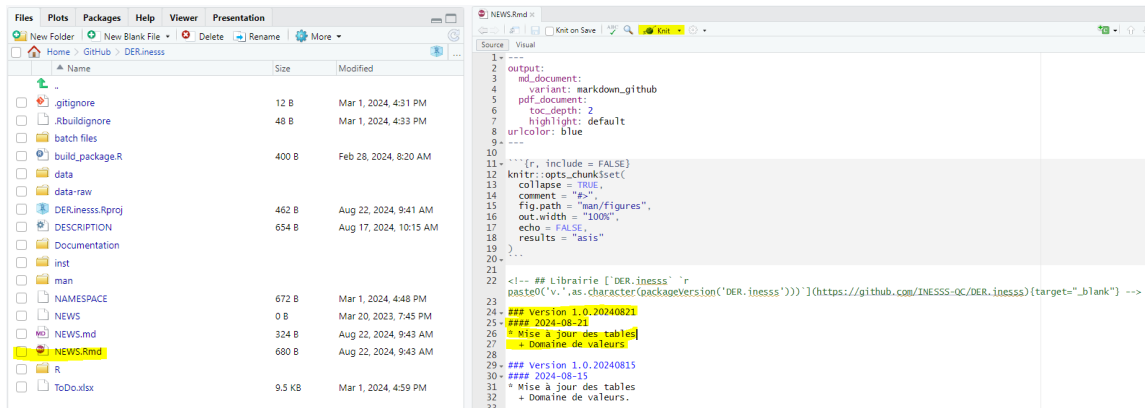 Files Plots Packages Help Viewer Presentation
New Folder New Blank File Delete Rename More
Home GitHub DER.inesss ...
Name Size Modified
..
.gitignore 12 B Mar 1, 2024, 4:31 PM
.Rbuildignore 48 B Mar 1, 2024, 4:33 PM
batch files
build_package.R 400 B Feb 28, 2024, 8:20 AM
data
data-raw
DER.inesss.Rproj 462 B Aug 22, 2024, 9:41 AM
DESCRIPTION 654 B Aug 17, 2024, 10:15 AM
Documentation
inst
man
NAMESPACE 672 B Mar 1, 2024, 4:48 PM
NEWS 0 B Mar 20, 2023, 7:45 PM
NEWS.md 324 B Aug 22, 2024, 9:43 AM
NEWS.Rmd 680 B Aug 22, 2024, 9:43 AM
R
ToDo.xlsx 9.5 KB Mar 1, 2024, 4:59 PM
NEWS.Rmd
Knit on Save ABC Knit
Source Visual
1 ---
2 output:
3 md_document:
4 variant: markdown_github
5 pdf_document:
6 toc_depth: 2
7 highlight: default
8 urlcolor: blue
9 ---
10
11 ```{r, include = FALSE}
12 knitr::opts_chunk$set(
13 collapse = TRUE,
14 comment = "#>",
15 fig.path = "man/figures",
16 out.width = "100%",
17 echo = FALSE,
18 results = "asis"
19 )
20 ```
21
22 <!-- ## Librairie [`DER.inesss` `r
paste0('v.',as.character(packageVersion('DER.inesss')))`](https://github.com/INESSS-QC/DER.inesss){target="_blank"} -->
23
24 ### Version 1.0.20240821
25 #### 2024-08-21
26 * Mise à jour des tables
27 + Domaine de valeurs
28
29 ### Version 1.0.20240815
30 #### 2024-08-15
31 * Mise à jour des tables
32 + Domaine de valeurs.
33